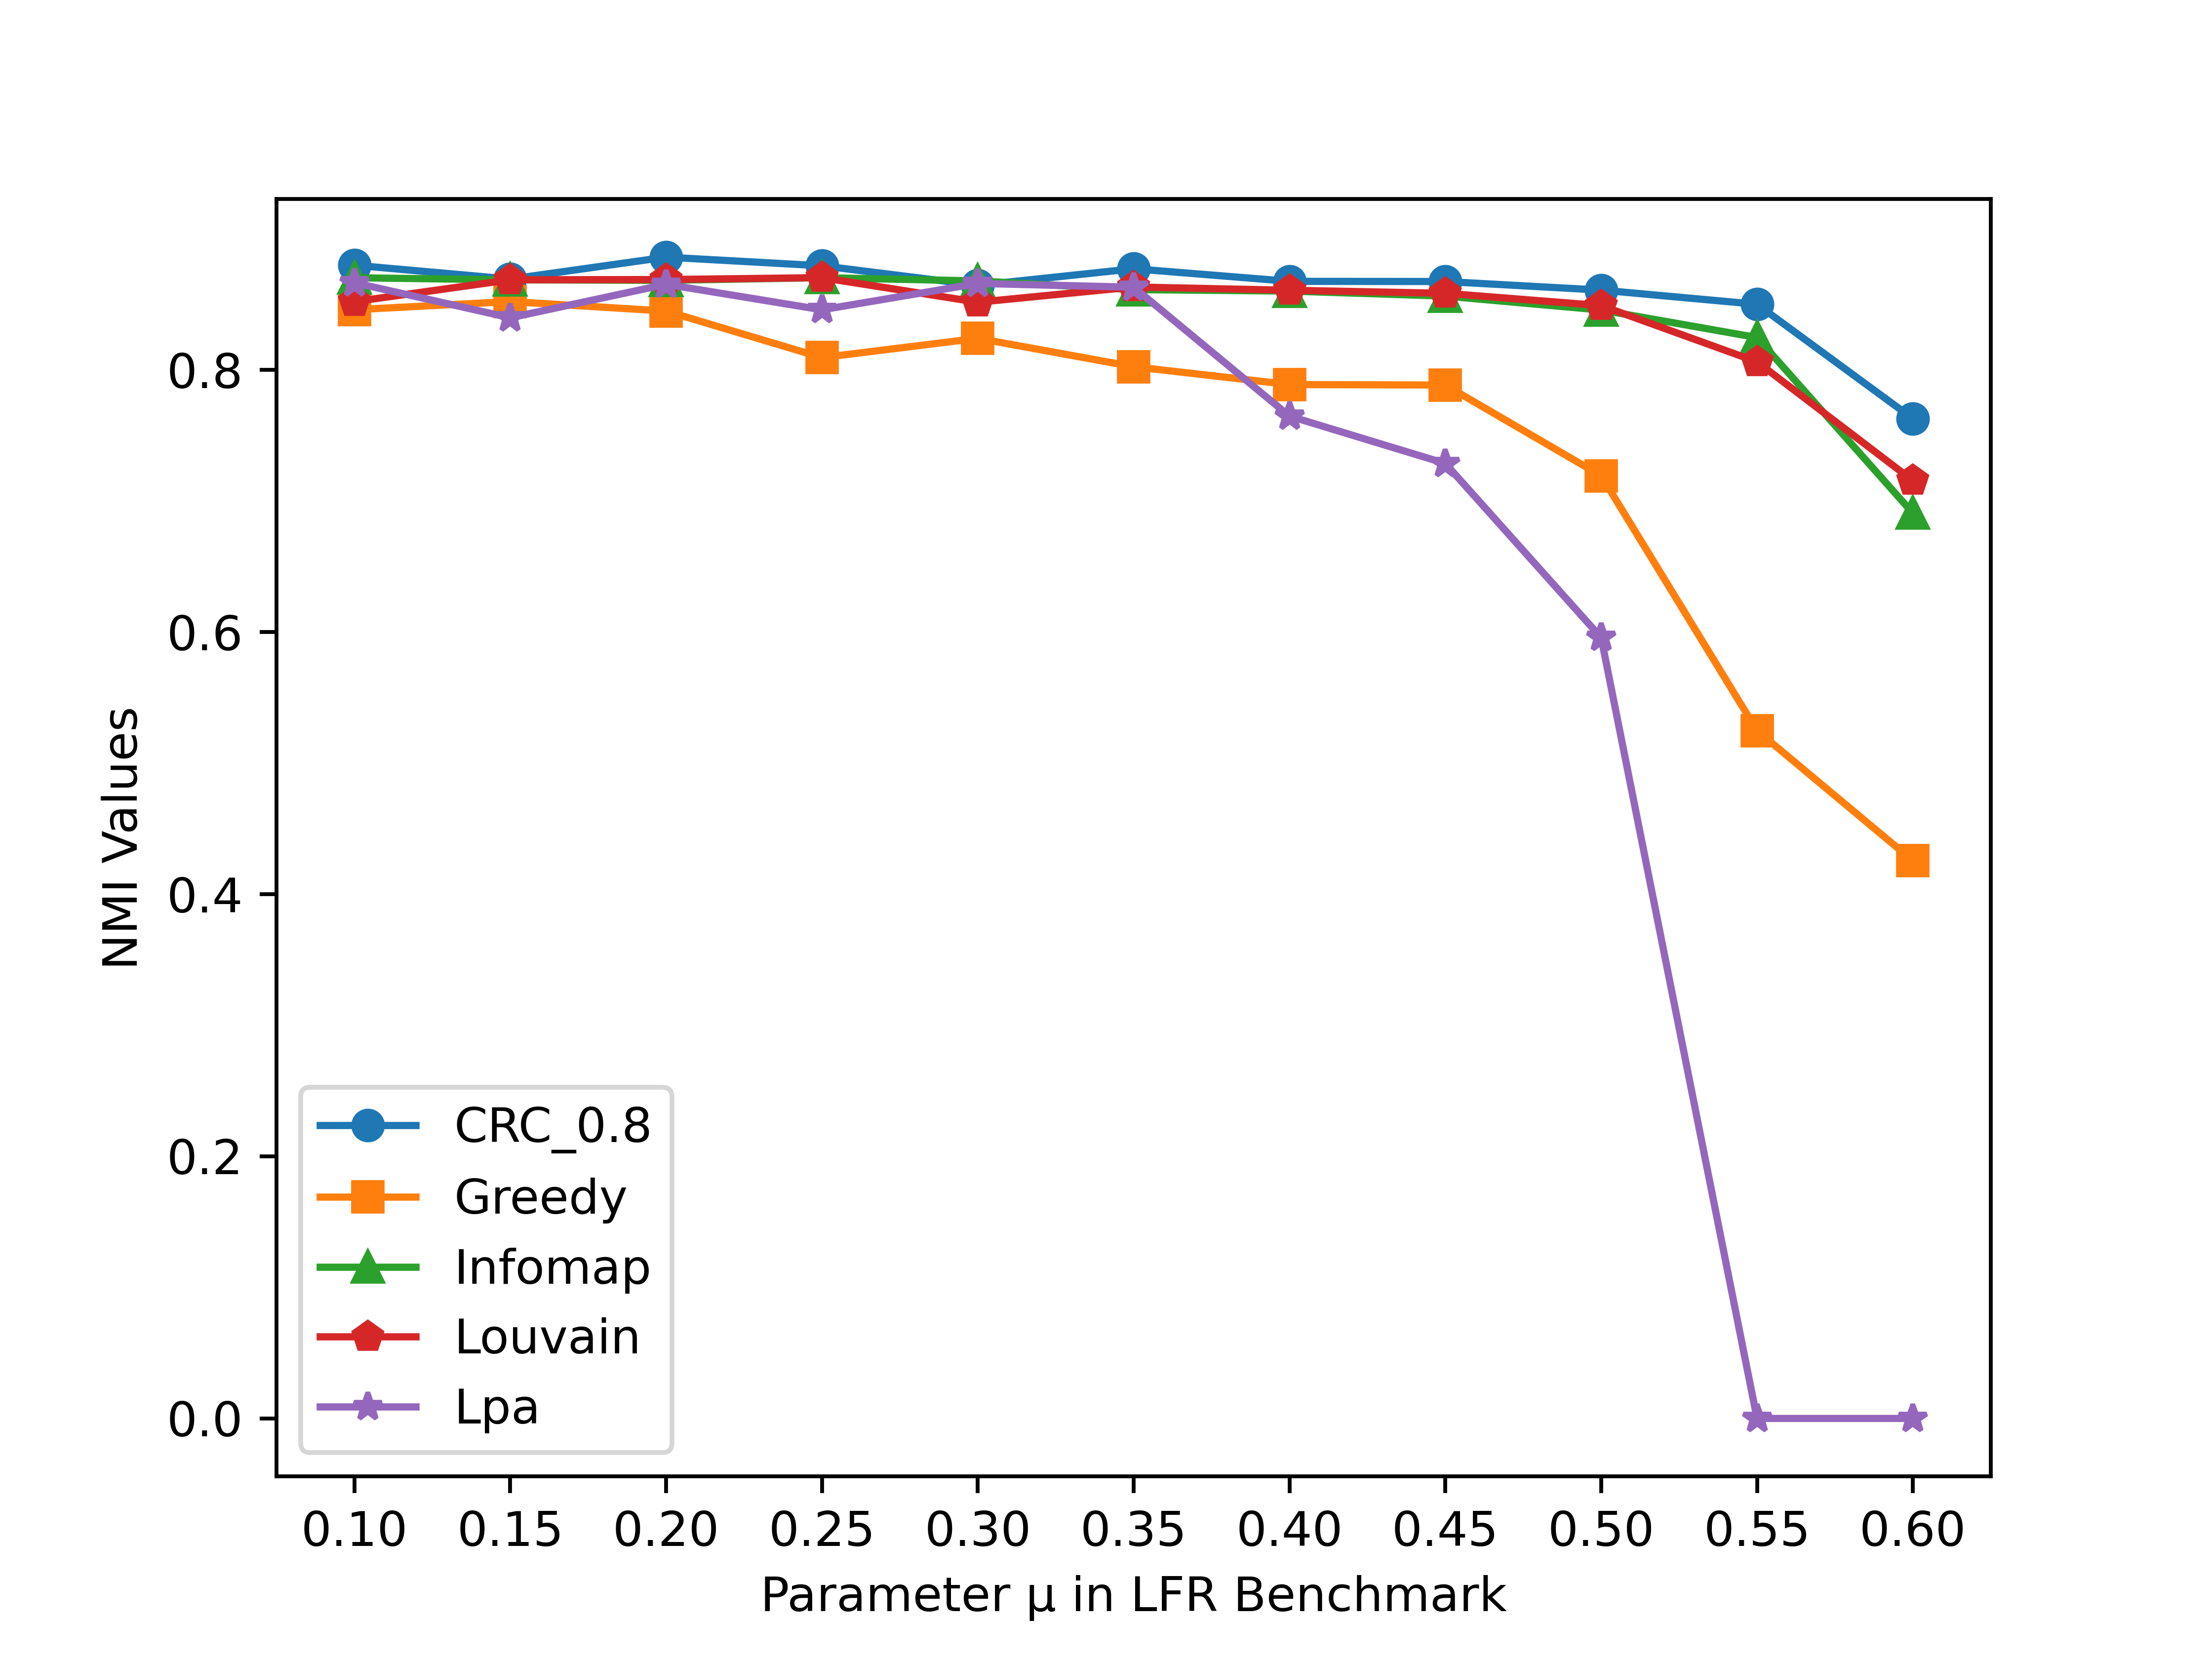 0.8
0.6
0.4
0.2
0.0
NMI Values
CRC_0.8
Greedy
Infomap
Louvain
Lpa
0.10 0.15 0.20 0.25 0.30 0.35 0.40 0.45 0.50 0.55 0.60
Parameter μ in LFR Benchmark